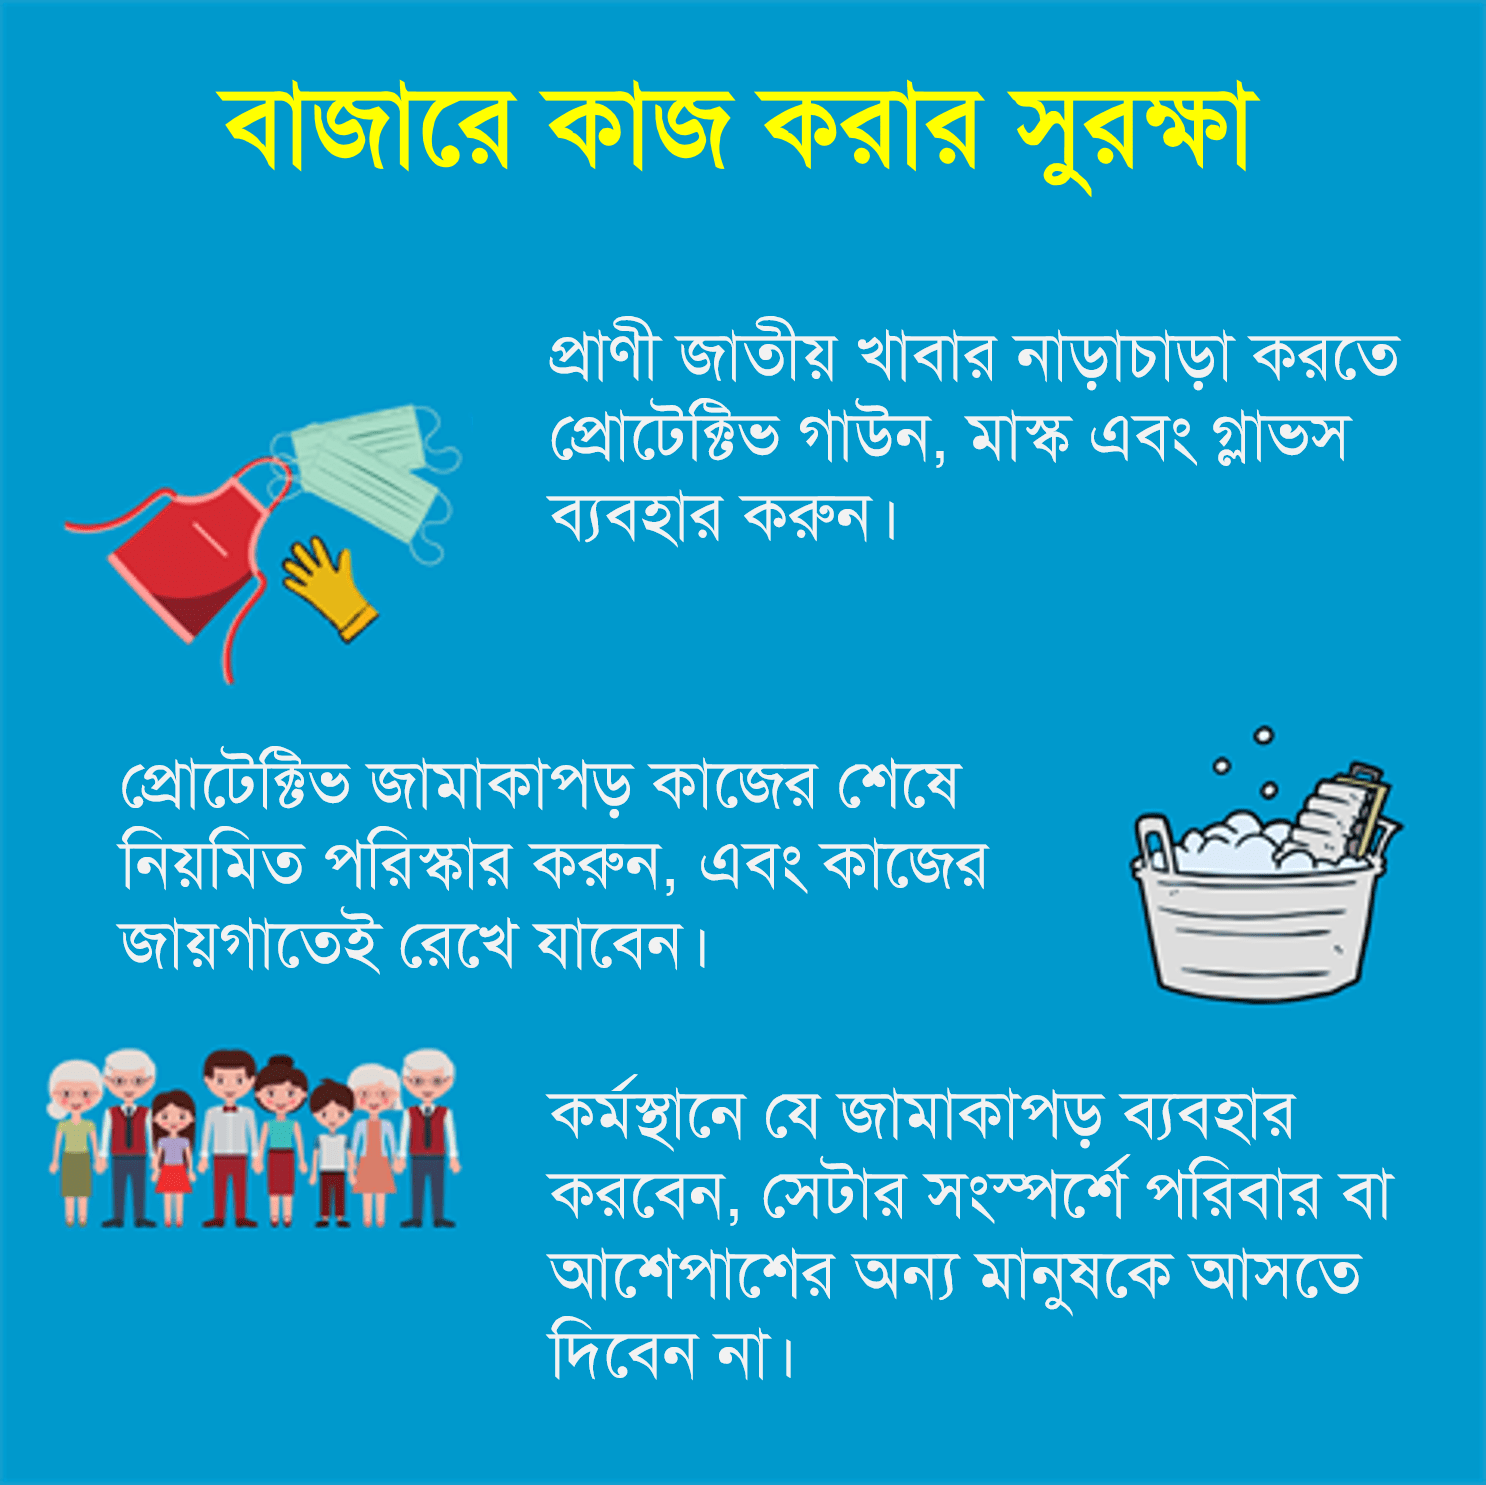 বাজারে কাজ করার সুরক্ষা
প্রাণী জাতীয় খাবার নাড়াচাড়া করতে
প্রোটেক্টিভ গাউন, মাস্ক এবং গ্লাভস
ব্যবহার করুন।
প্রোটেক্টিভ জামাকাপড় কাজের শেষে
নিয়মিত পরিস্কার করুন, এবং কাজের
জায়গাতেই রেখে যাবেন।
কর্মস্থানে যে জামাকাপড় ব্যবহার
করবেন, সেটার সংস্পর্শে পরিবার বা
আশেপাশের অন্য মানুষকে আসতে
দিবেন না।